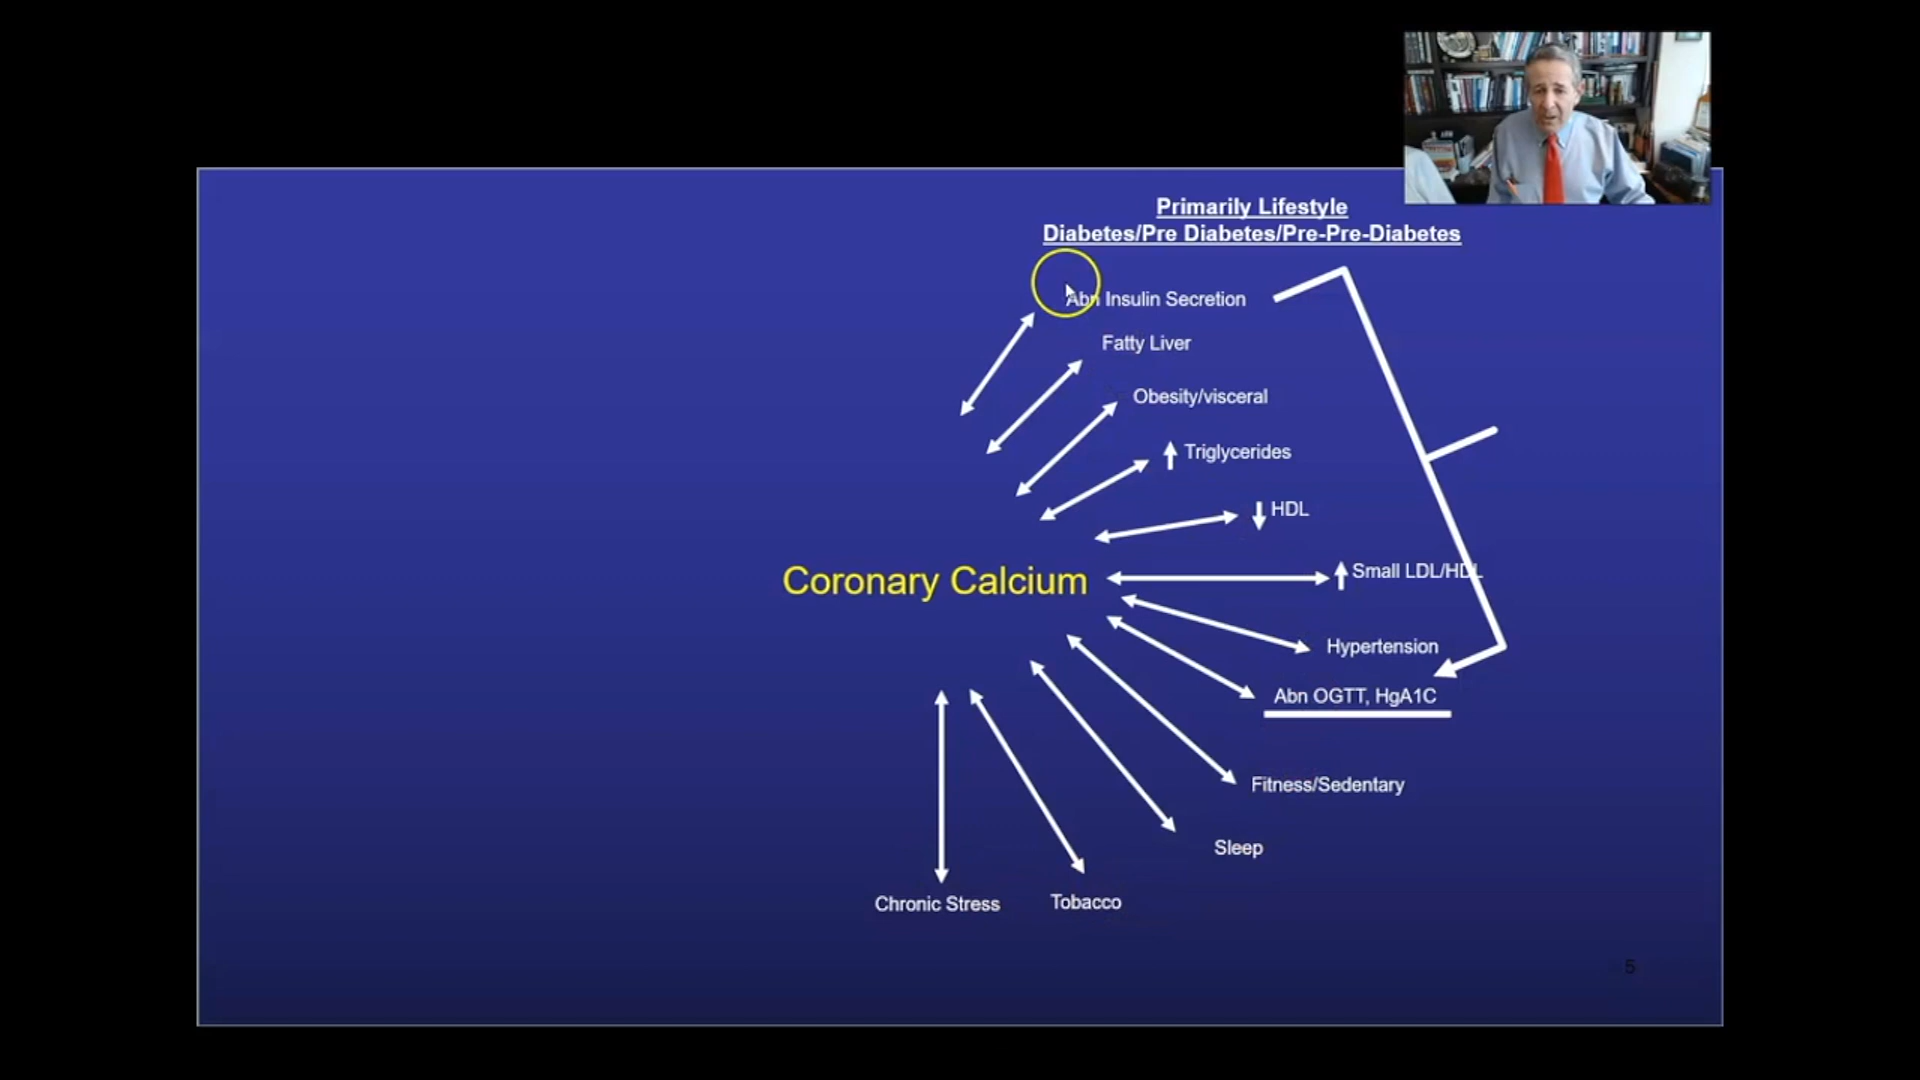 Primarily Lifestyle
Diabetes/Pre Diabetes/Pre-Pre-Diabetes
Abn Insulin Secretion
Fatty Liver
Obesity/visceral
Triglycerides
HDL
Small LDL/HDL
Coronary Calcium
Hypertension
Abn OGTT, HgA1C
Fitness/Sedentary
Sleep
Chronic Stress
Tobacco
5